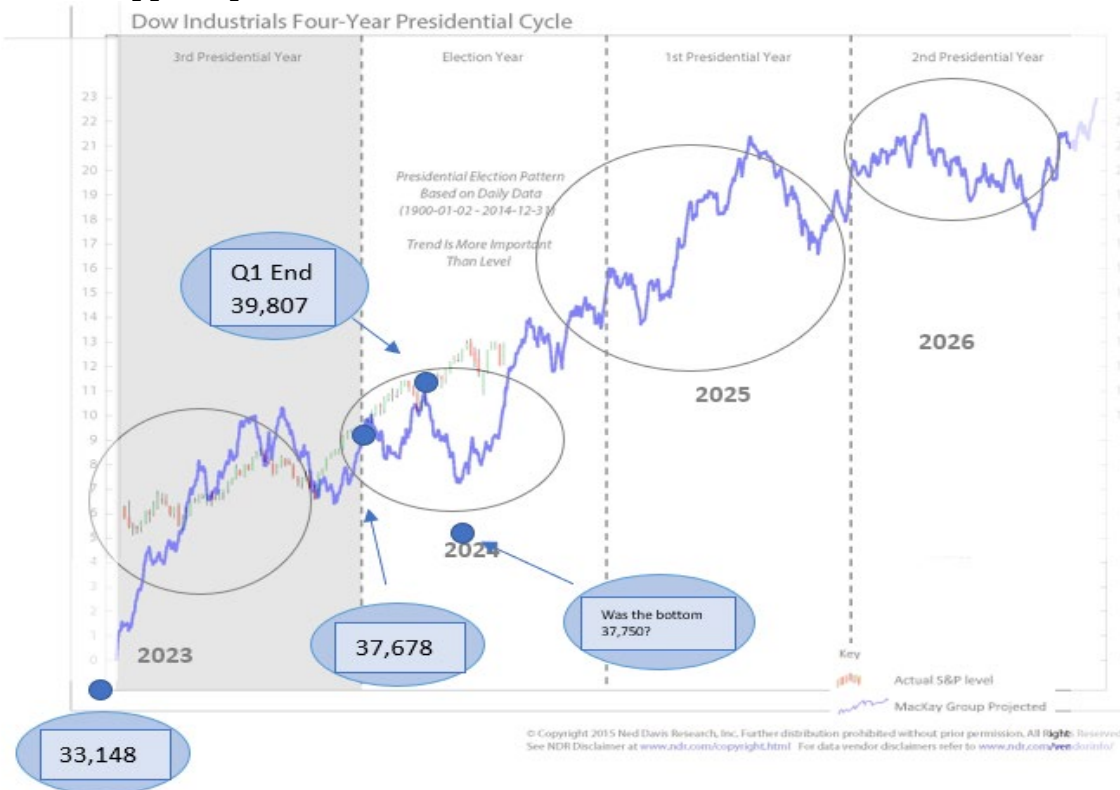 Dow Industrials Four-Year Presidential Cycle
3rd Presidential Year
Election Year
1st Presidential Year
2nd Presidential Year
23
22
21
20
19
18
17
16
15
14
13
12
11
10
9
8
7
6
5
4
3
2
1
0
Presidential Election Pattern
Based on Daily Data
(1900-01-02 - 2014-12-31)
Trend Is More Important
Than Level
Q1 End
39,807
2026
2025
2024
Was the bottom
37,750?
37,678
2023
33,148
Key
Actual S&P level
MacKay Group Projected
© Copyright 2015 Ned Davis Research, Inc. Further distribution prohibited without prior permission. All Rights Reserved
See NDR Disclaimer at www.ndr.com/copyright.html For data vendor disclaimers refer to www.ndr.com/vendorinfo/